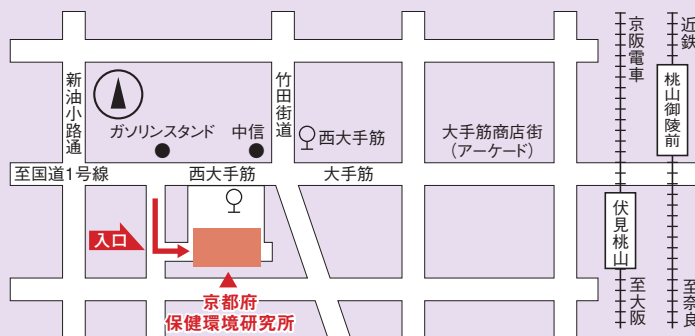 新油小路通
竹田街道
京阪電車
近鉄
桃山御陵前
ガソリンスタンド
中信
西大手筋
大手筋商店街
（アーケード）
至国道1号線
西大手筋
大手筋
伏見桃山
入口
至大阪
至奈良
京都府
保健環境研究所